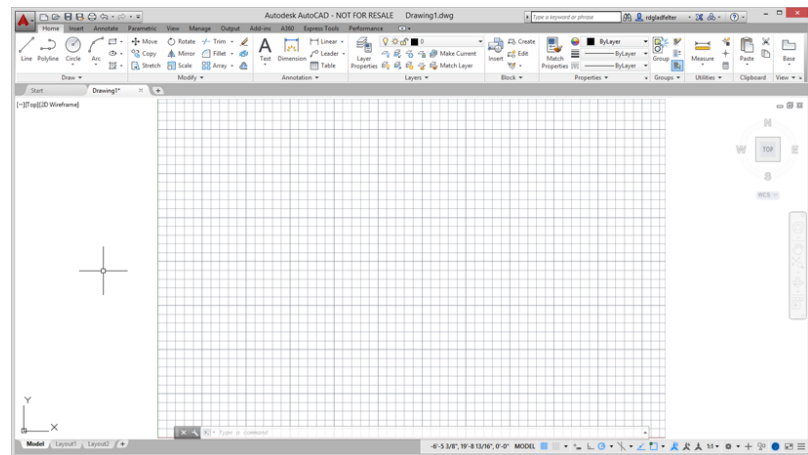 Autodesk AutoCAD - NOT FOR RESALE Drawing1.dwg
Type a keyword or phrase
rdgladfelter
Home Insert Annotate Parametric View Manage Output Add-ins A360 Express Tools Performance
Line Polyline Circle Arc
Move Rotate Trim
Copy Mirror Fillet
Stretch Scale Array
Text Dimension
Linear
Leader
Table
Layer Properties
0
Make Current
Match Layer
Insert
Create
Edit
Match Properties
ByLayer
ByLayer
ByLayer
Group
Measure
Paste
Base
Draw Modify Annotation Layers Block Properties Groups Utilities Clipboard View
Start Drawing1*
[−][Top][2D Wireframe]
N
W TOP E
S
WCS
Y
X
Type a command
Model Layout1 Layout2 +
-6'-5 3/8", 19'-8 13/16", 0'-0" MODEL